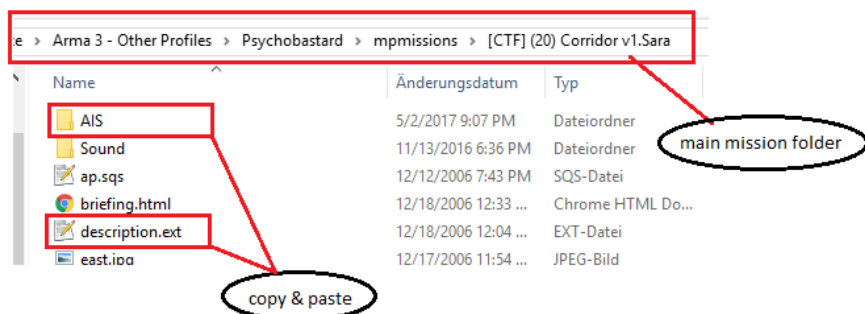 e > Arma 3 - Other Profiles > Psychobastard > mpmissions > [CTF] (20) Corridor v1.Sara
Name Änderungsdatum Typ
AIS 5/2/2017 9:07 PM Dateiordner
Sound 11/13/2016 6:36 PM Dateiordner
main mission folder
ap.sqs 12/12/2006 7:43 PM SQS-Datei
briefing.html 12/18/2006 12:33 ... Chrome HTML Do...
description.ext 12/18/2006 12:04 ... EXT-Datei
east.jpg 12/17/2006 11:54 ... JPEG-Bild
copy & paste